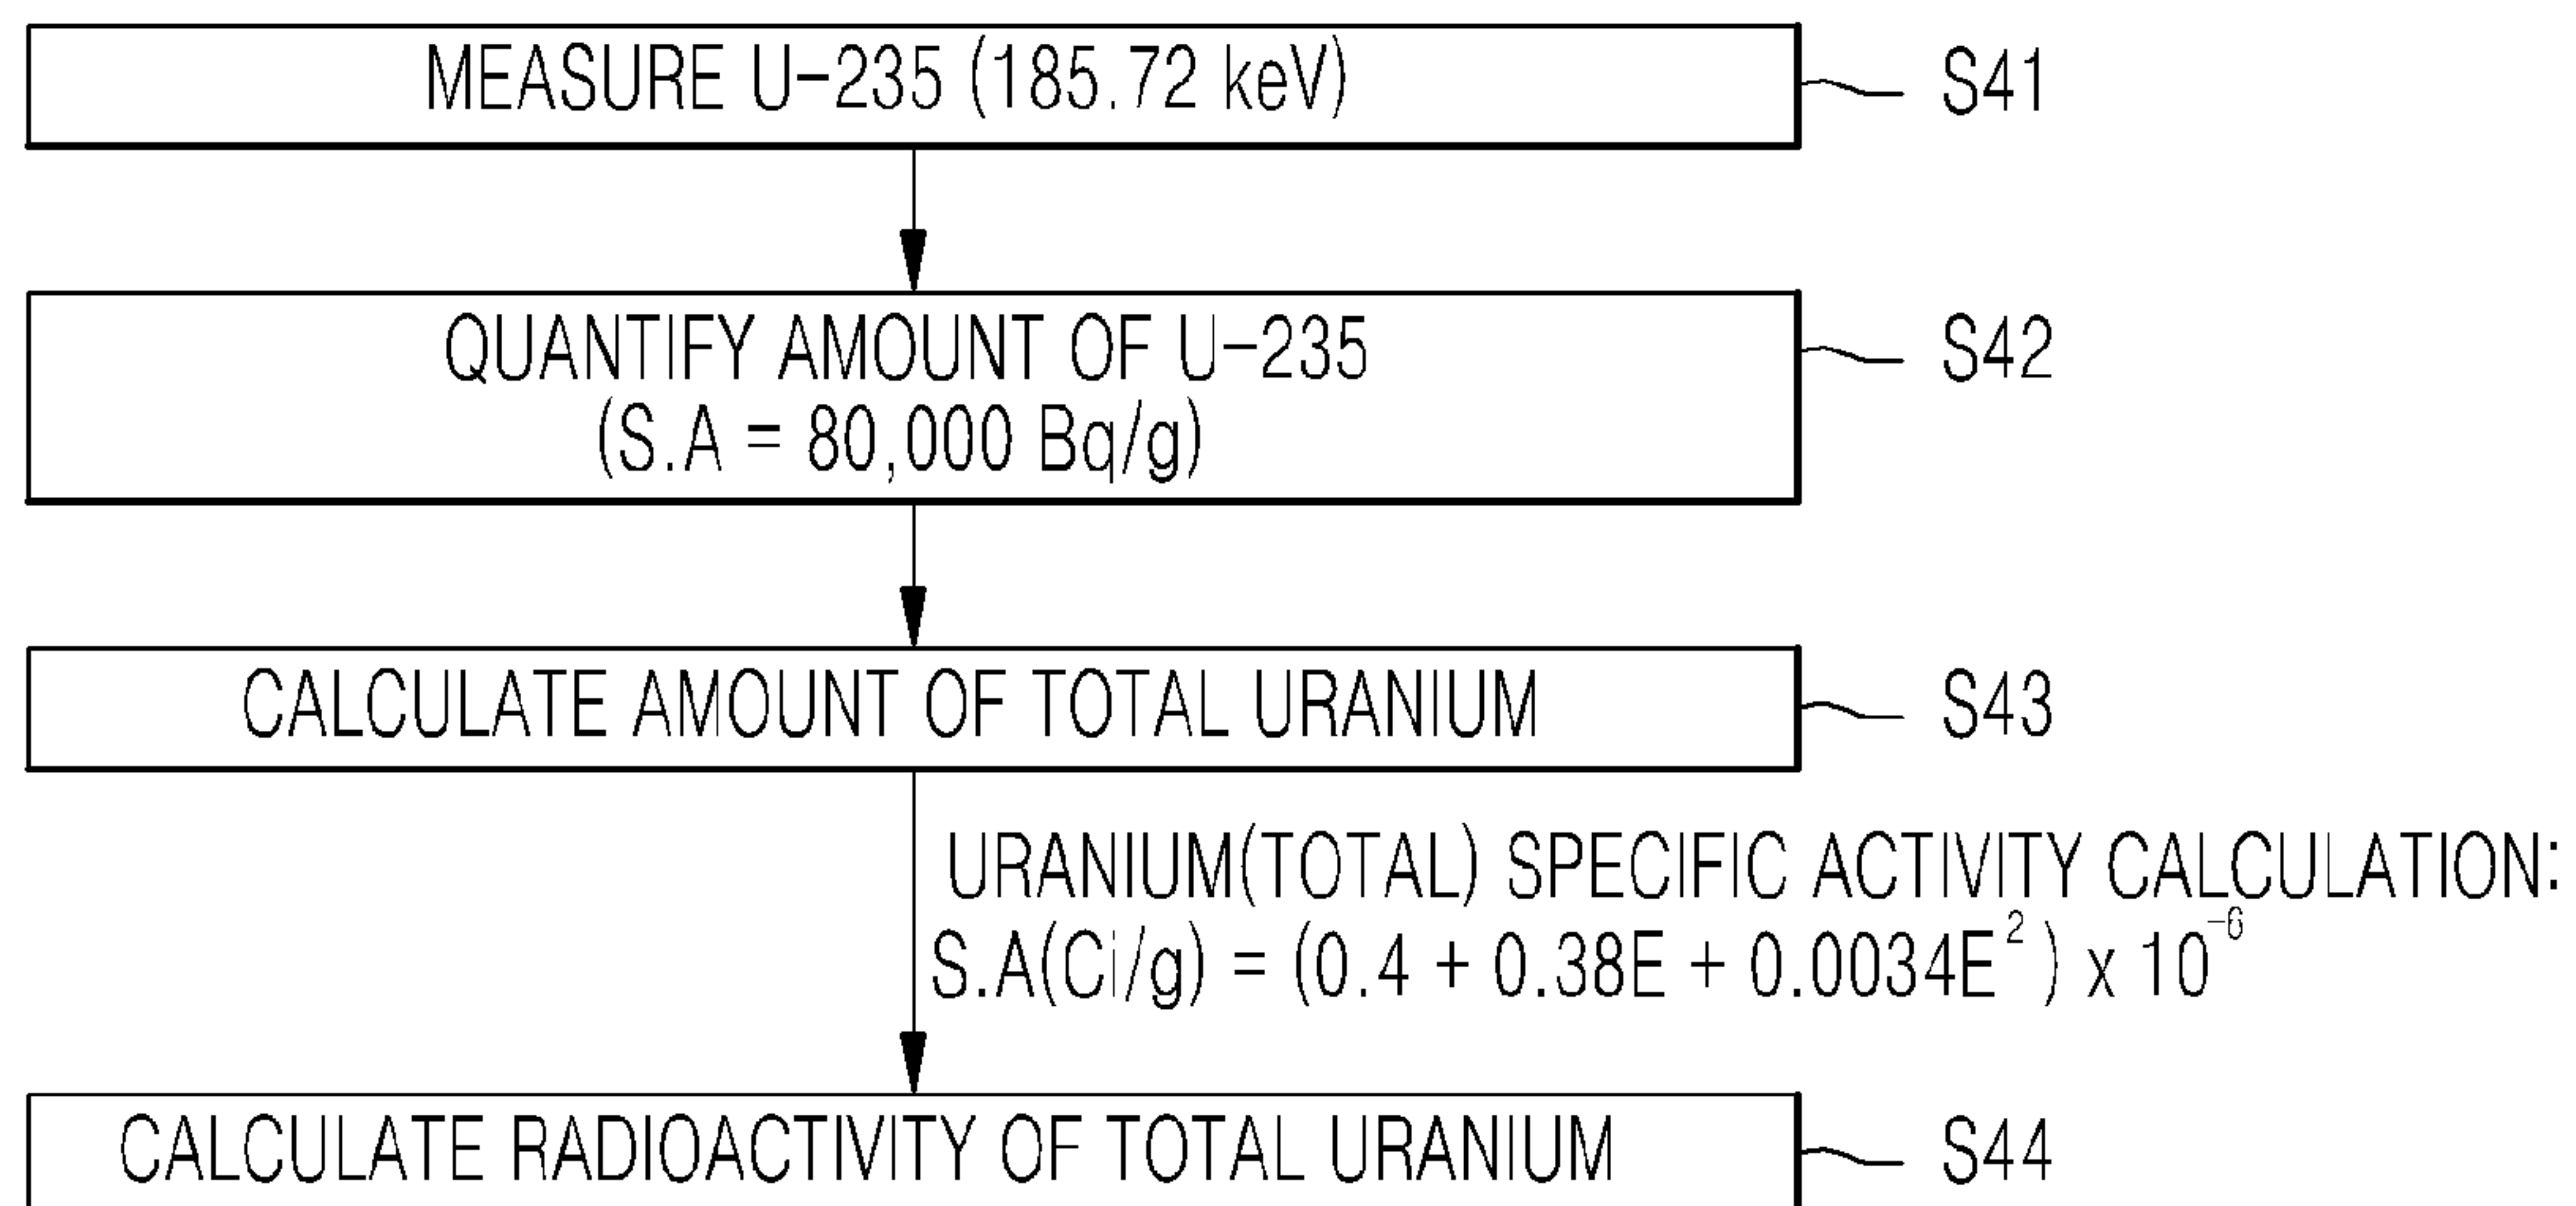 MEASURE U-235 (185.72 keV)
S41
QUANTIFY AMOUNT OF U-235
(S.A = 80,000 Bq/g)
S42
CALCULATE AMOUNT OF TOTAL URANIUM
S43
URANIUM(TOTAL) SPECIFIC ACTIVITY CALCULATION:
S.A(Ci/g) = (0.4 + 0.38E + 0.0034E²) x 10⁻⁶
CALCULATE RADIOACTIVITY OF TOTAL URANIUM
S44